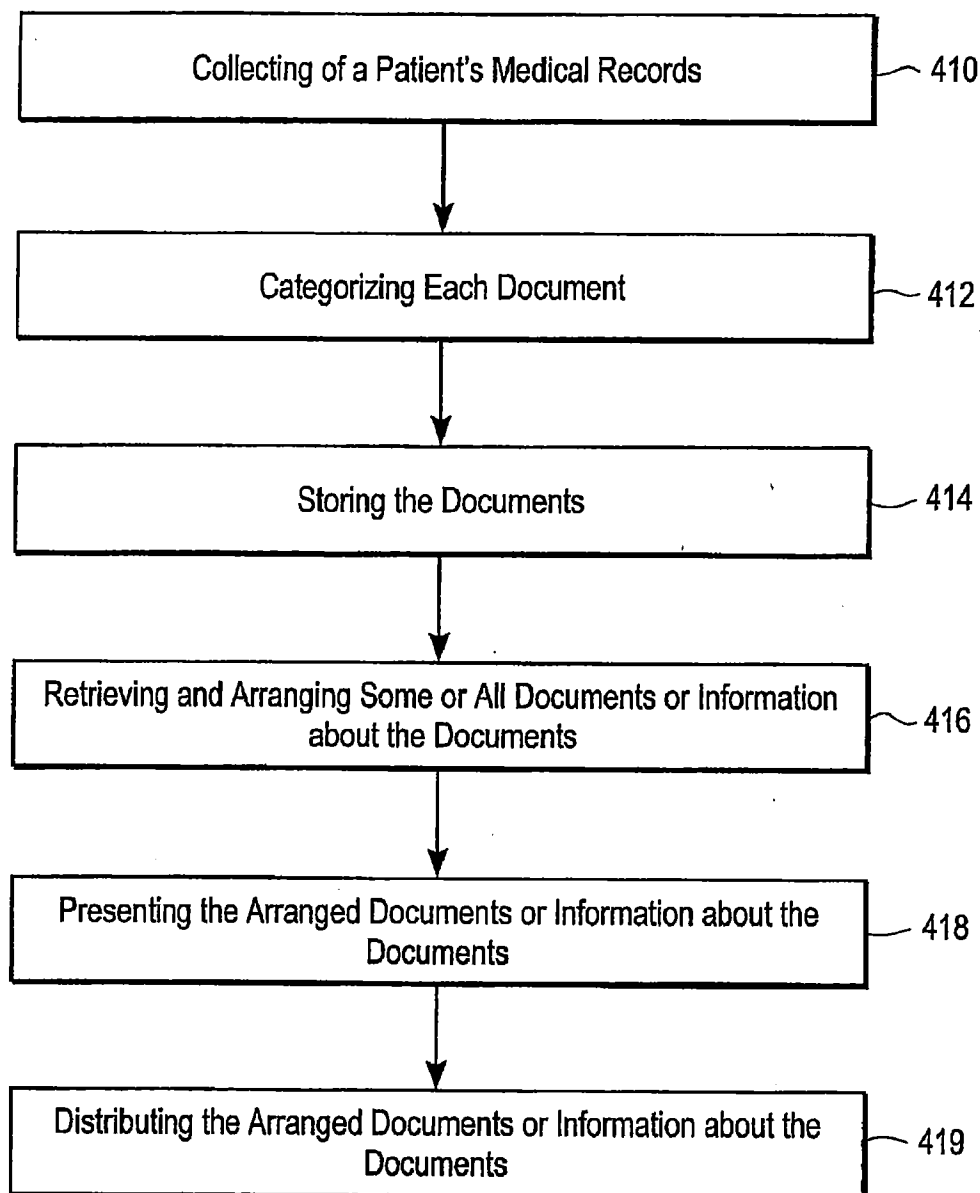 Collecting of a Patient's Medical Records
410
Categorizing Each Document
412
Storing the Documents
414
Retrieving and Arranging Some or All Documents or Information
about the Documents
416
Presenting the Arranged Documents or Information about the
Documents
418
Distributing the Arranged Documents or Information about the
Documents
419